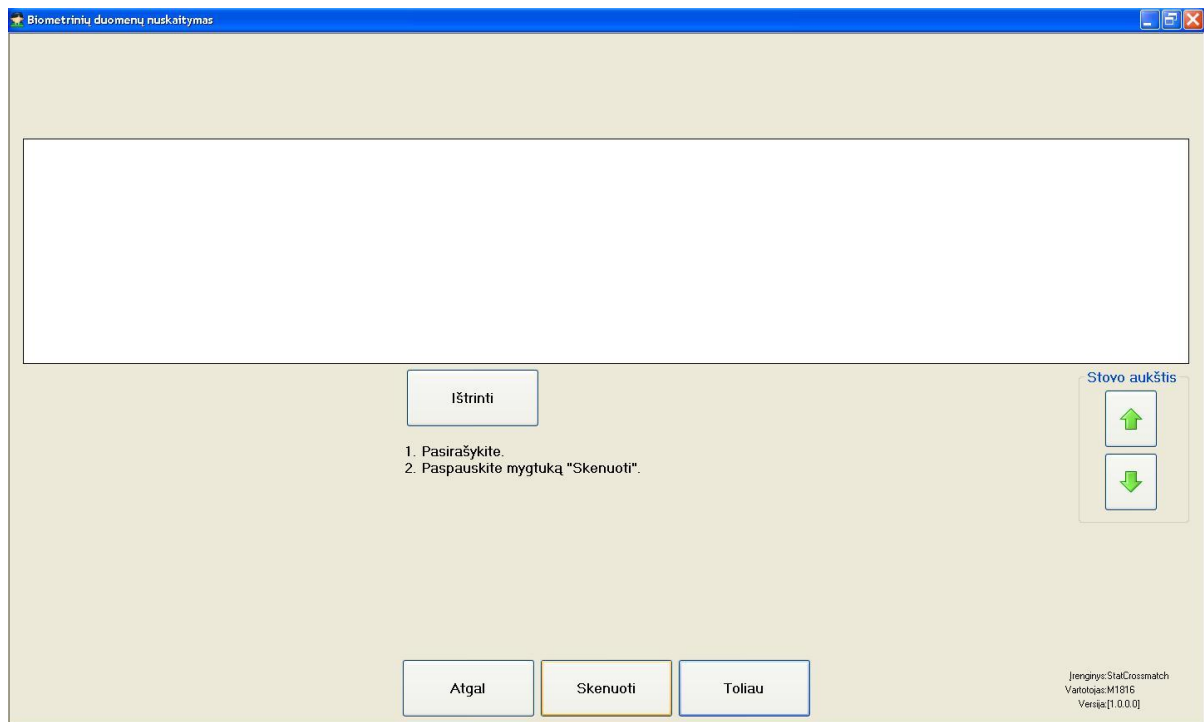 Biometrinių duomenų nuskaitymas
Ištrinti
Stovo aukštis
1. Pasirašykite.
2. Paspauskite mygtuką "Skenuoti".
Atgal
Skenuoti
Toliau
Įrenginys:StatCrossmatch
Vartotojas:M1816
Versija:[1.0.0.0]